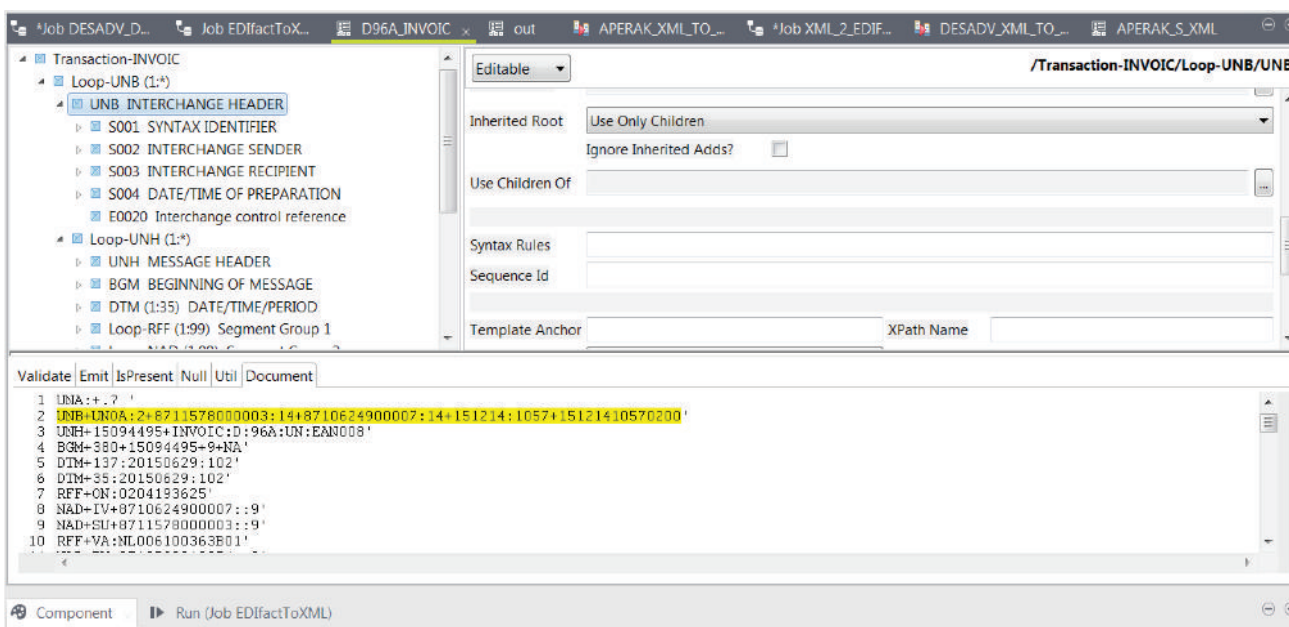 *Job DESADV_D... Job EDIfactToX... D96A_INVOIC out APERAK_XML_TO_... *Job XML_2_EDIF... DESADV_XML_TO_... APERAK_S_XML
Transaction-INVOIC
Loop-UNB (1:*)
UNB INTERCHANGE HEADER
S001 SYNTAX IDENTIFIER
S002 INTERCHANGE SENDER
S003 INTERCHANGE RECIPIENT
S004 DATE/TIME OF PREPARATION
E0020 Interchange control reference
Loop-UNH (1:*)
UNH MESSAGE HEADER
BGM BEGINNING OF MESSAGE
DTM (1:35) DATE/TIME/PERIOD
Loop-RFF (1:99) Segment Group 1
Editable /Transaction-INVOIC/Loop-UNB/UNB
Inherited Root Use Only Children
Ignore Inherited Adds?
Use Children Of ...
Syntax Rules
Sequence Id
Template Anchor XPath Name
Validate Emit IsPresent Null Util Document
1 UNA:+.? '
2 UNB+UNOA:2+8711578000003:14+8710624900007:14+151214:1057+15121410570200'
3 UNH+15094495+INVOIC:D:96A:UN:EAN008'
4 BGM+380+15094495+9+NA'
5 DTM+137:20150629:102'
6 DTM+35:20150629:102'
7 RFF+ON:0204193625'
8 NAD+IV+8710624900007::9'
9 NAD+SU+8711578000003::9'
10 RFF+VA:NL006100363B01'
Component Run (Job EDIfactToXML)